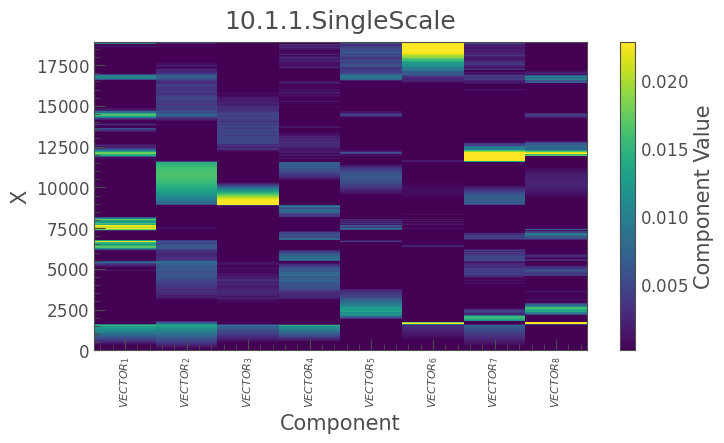 10.1.1.SingleScale
17500
15000
12500
10000
7500
5000
2500
0
X
VECTOR1
VECTOR2
VECTOR3
VECTOR4
VECTOR5
VECTOR6
VECTOR7
VECTOR8
Component
0.020
0.015
0.010
0.005
Component Value